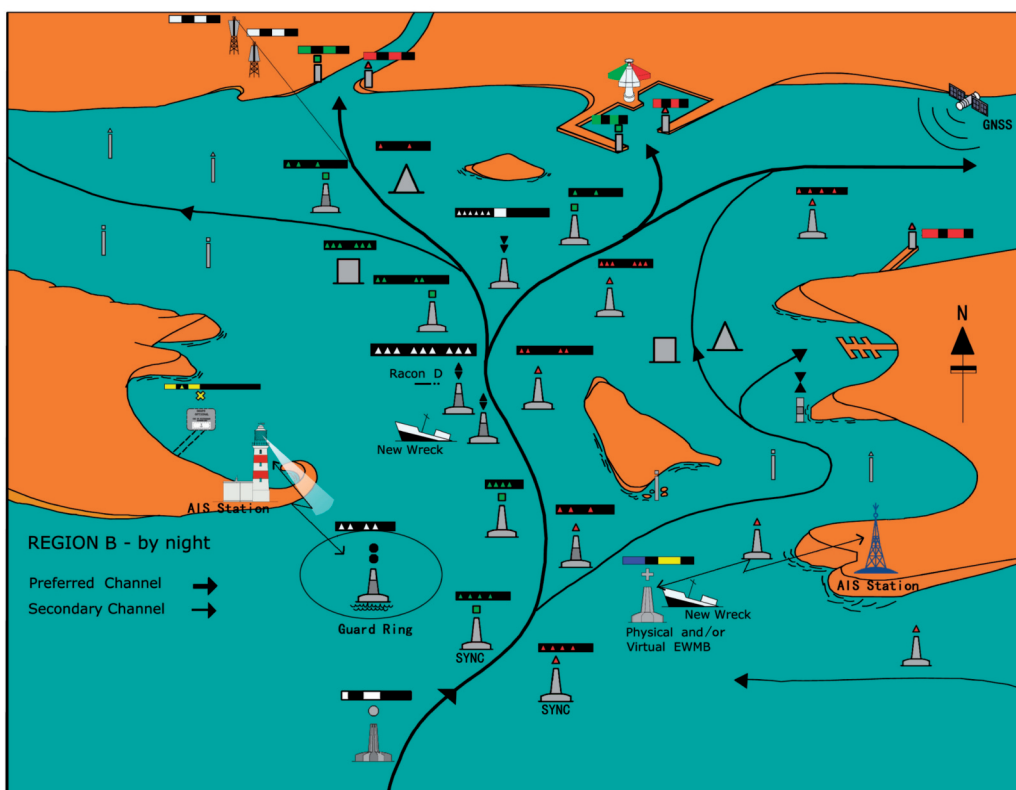 GNSS
N
Racon D
New Wreck
AIS Station
REGION B - by night
Preferred Channel
Secondary Channel
Guard Ring
SYNC
SYNC
Physical and/or
Virtual EWMB
New Wreck
AIS Station